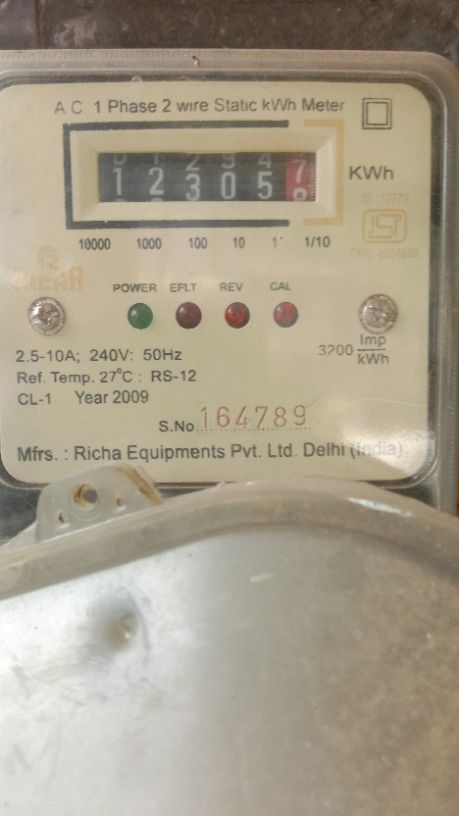 A C 1 Phase 2 wire Static kWh Meter
1 2 3 0 5 7
KWh
IS 13779
10000 1000 100 10 1 1/10
POWER EFLT REV CAL
2.5-10A; 240V: 50Hz
3200 Imp/kWh
Ref. Temp. 27°C : RS-12
CL-1 Year 2009
S.No 164789
Mfrs. : Richa Equipments Pvt. Ltd. Delhi (India).